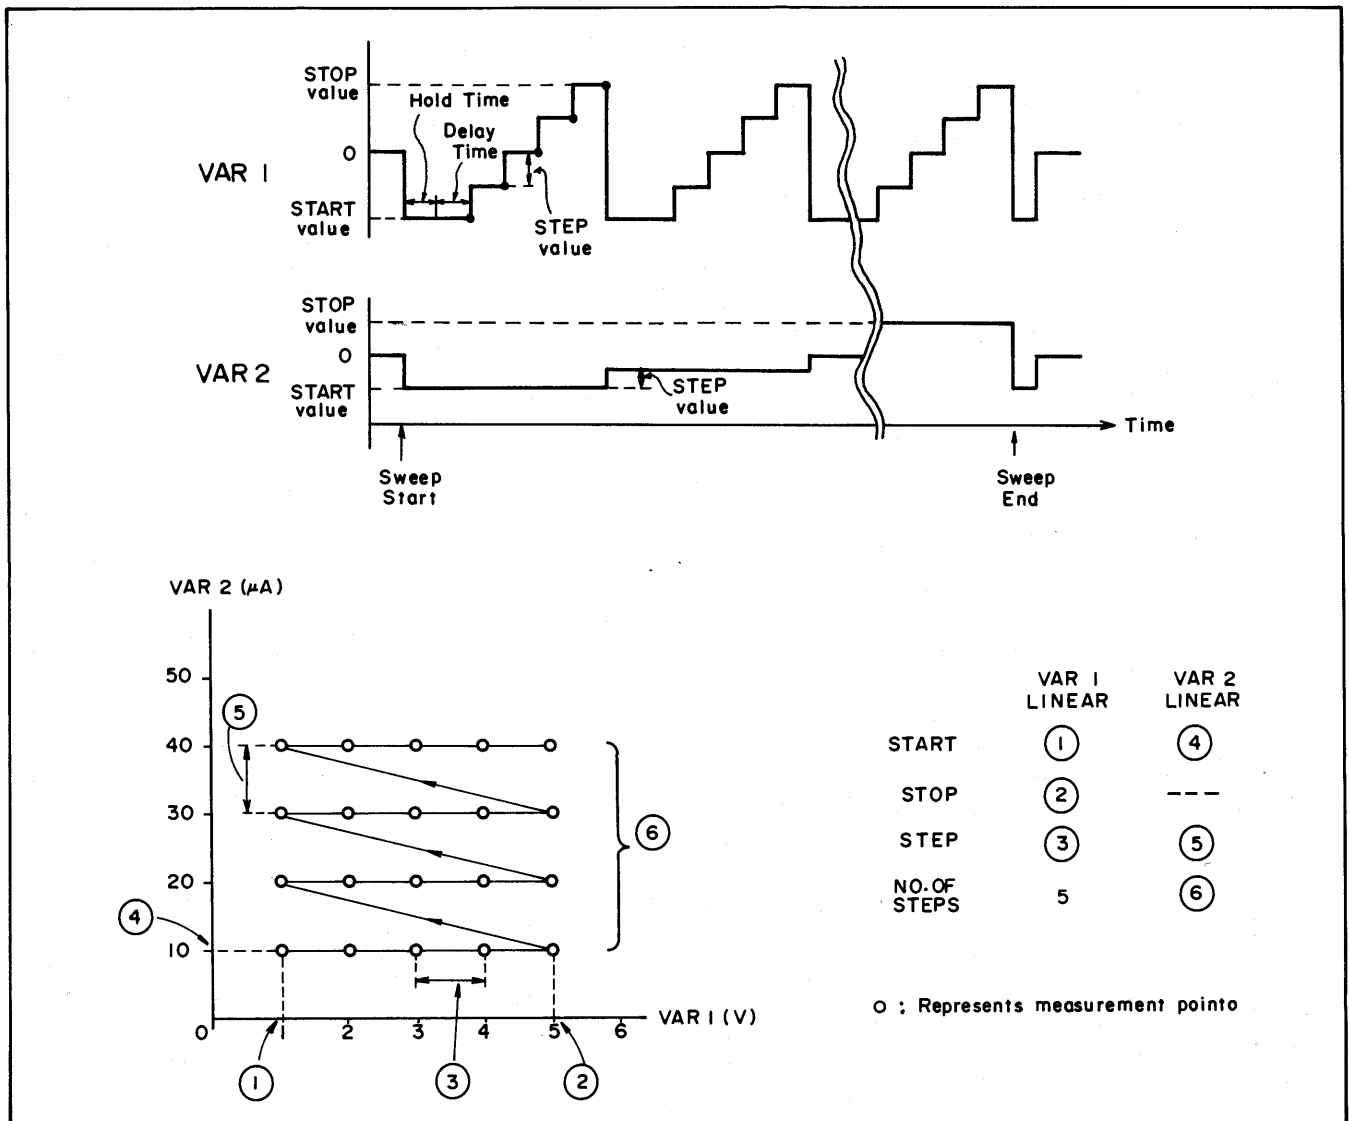 STOP
value
Hold Time
Delay
Time
0
VAR 1
START
value
STEP
value
STOP
value
0
VAR 2
START
value
STEP
value
Time
Sweep
Start
Sweep
End
VAR 2 (μA)
50
5
40
30
6
20
4
10
0
2
3
4
5
6
VAR 1 (V)
1
3
2
VAR 1
LINEAR
VAR 2
LINEAR
START
1
4
STOP
2
---
STEP
3
5
NO. OF
STEPS
5
6
o ; Represents measurement pointo